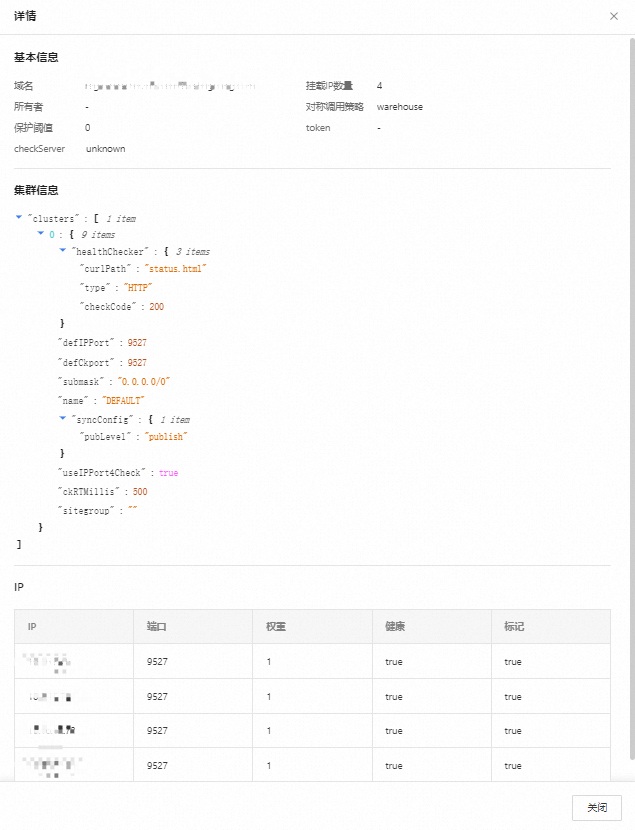 详情
基本信息
域名 挂载IP数量 4
所有者 - 对称调用策略 warehouse
保护阈值 0 token -
checkServer unknown
集群信息
"clusters" : [ 1 item
0 : { 9 items
"healthChecker" : { 3 items
"curlPath" : "status.html"
"type" : "HTTP"
"checkCode" : 200
}
"defIPPort" : 9527
"defCkport" : 9527
"submask" : "0.0.0.0/0"
"name" : "DEFAULT"
"syncConfig" : { 1 item
"pubLevel" : "publish"
}
"useIPPort4Check" : true
"ckRTMillis" : 500
"sitegroup" : ""
}
]
IP
IP 端口 权重 健康 标记
9527 1 true true
9527 1 true true
9527 1 true true
9527 1 true true
关闭